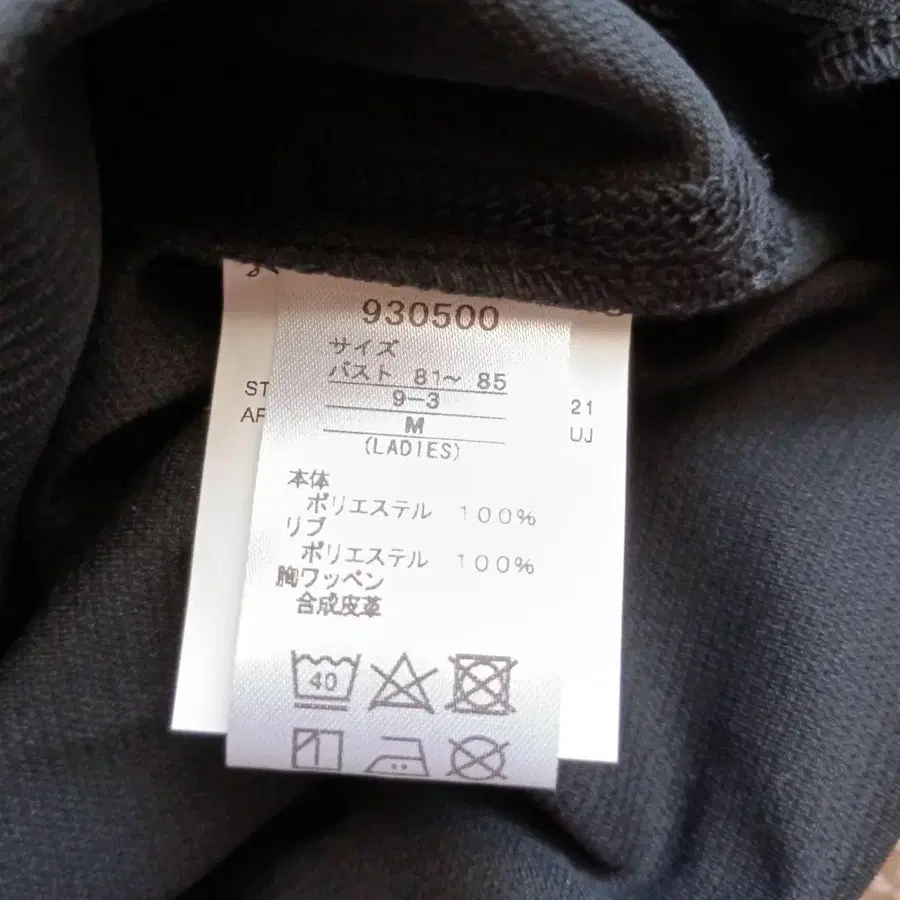 930500
サイズ
バスト 81～ 85
9-3
M
(LADIES)
本体
ポリエステル 100%
リブ
ポリエステル 100%
胸ワッペン
合成皮革
40
ST
AF
21
UJ